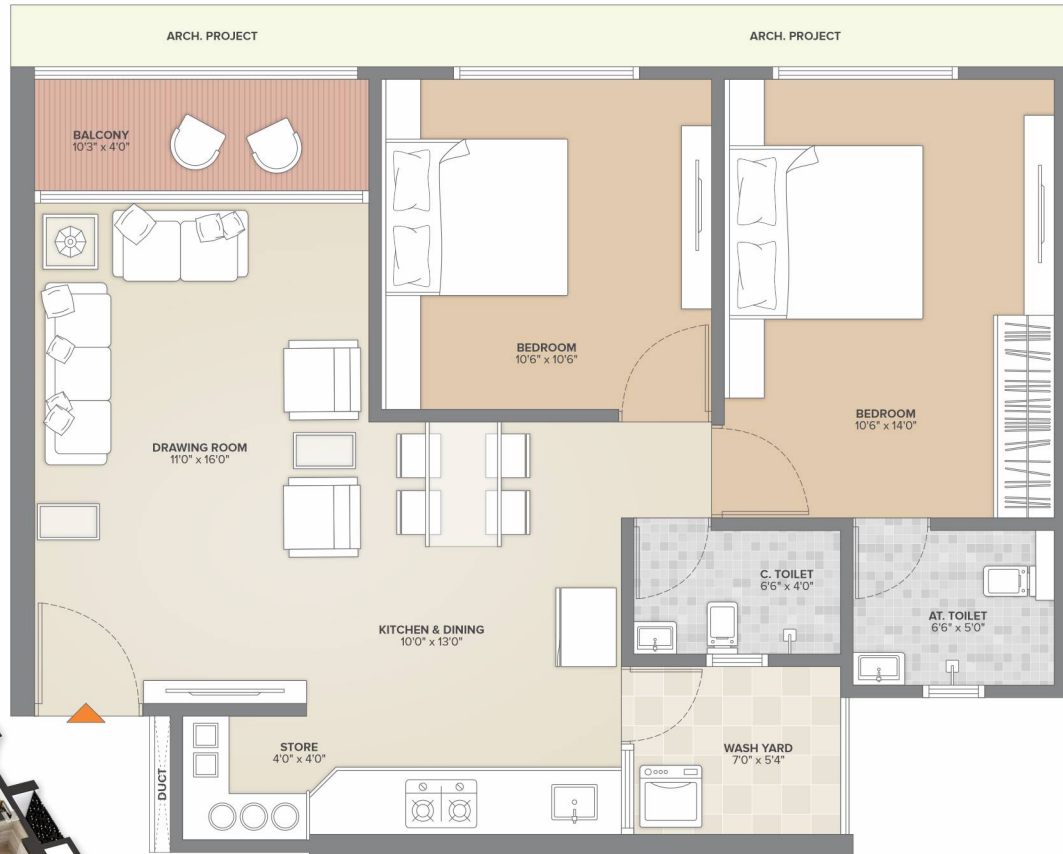 ARCH. PROJECT
ARCH. PROJECT
BALCONY
10'3" x 4'0"
BEDROOM
10'6" x 10'6"
BEDROOM
10'6" x 14'0"
DRAWING ROOM
11'0" x 16'0"
C. TOILET
6'6" x 4'0"
AT. TOILET
6'6" x 5'0"
KITCHEN & DINING
10'0" x 13'0"
STORE
4'0" x 4'0"
WASH YARD
7'0" x 5'4"
DUCT